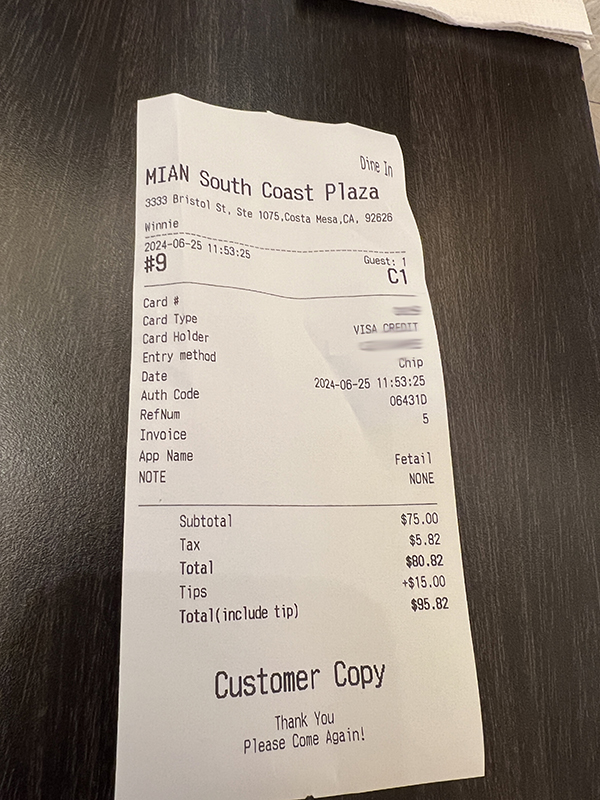 Dine In
MIAN South Coast Plaza
3333 Bristol St, Ste 1075,Costa Mesa,CA, 92626
Winnie
2024-06-25 11:53:25 Guest: 1
#9 C1
Card #
Card Type VISA CREDIT
Card Holder
Entry method Chip
Date 2024-06-25 11:53:25
Auth Code 06431D
RefNum 5
Invoice
App Name Fetail
NOTE NONE
Subtotal $75.00
Tax $5.82
Total $80.82
Tips +$15.00
Total(include tip) $95.82
Customer Copy
Thank You
Please Come Again!